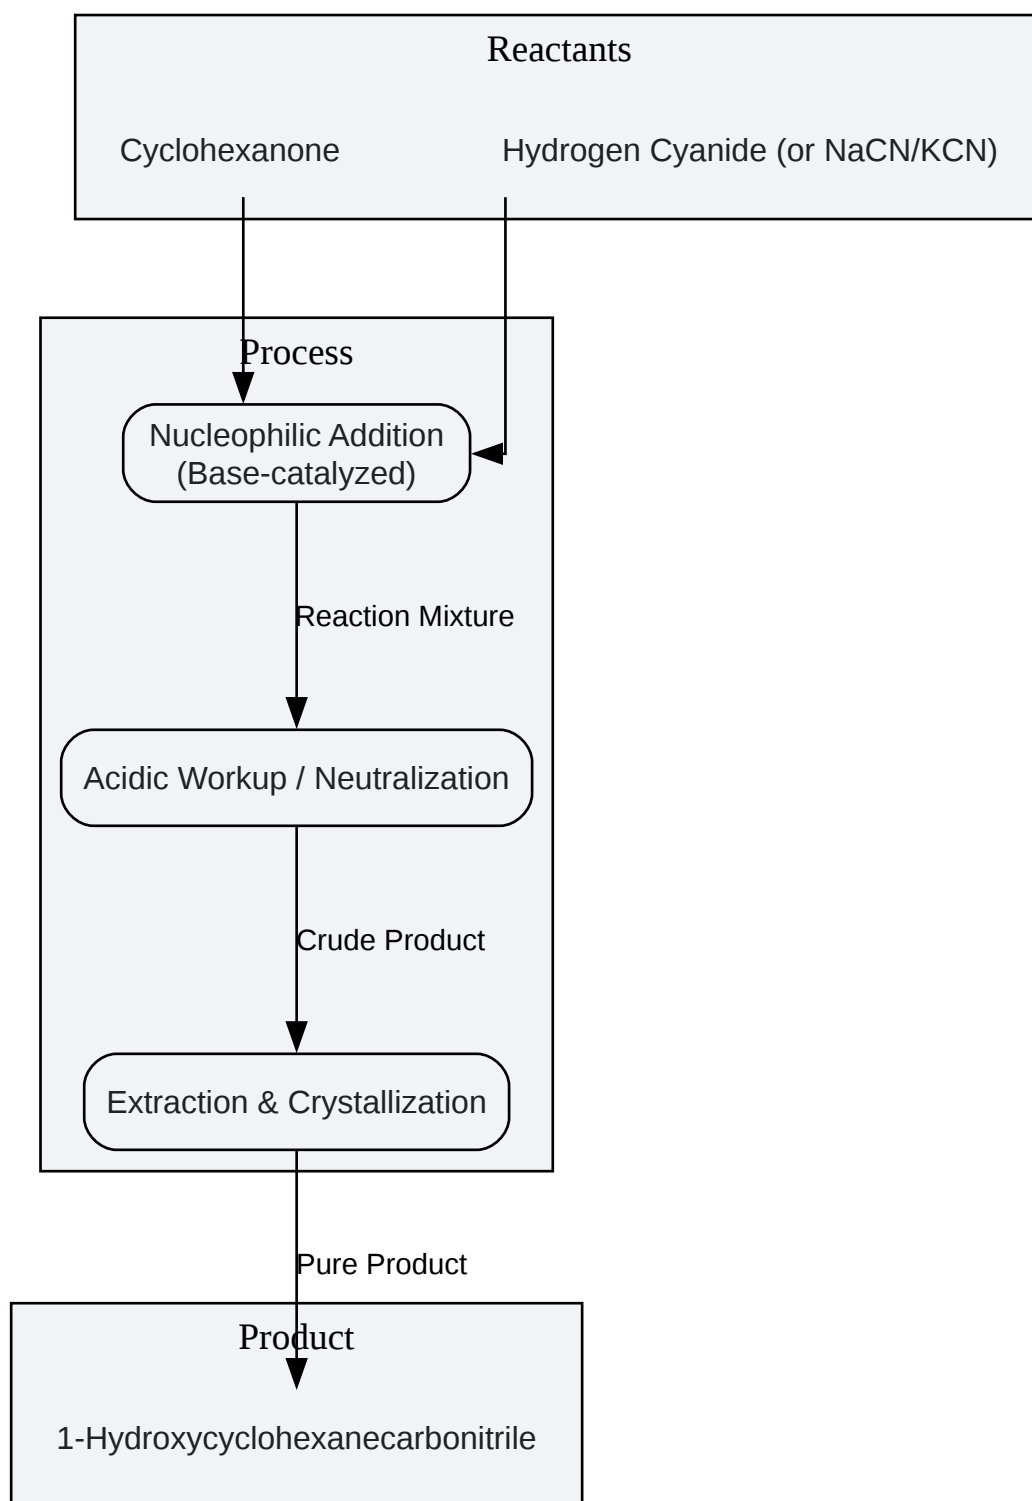 Reactants
Cyclohexanone
Hydrogen Cyanide (or NaCN/KCN)
Process
Nucleophilic Addition
(Base-catalyzed)
Reaction Mixture
Acidic Workup / Neutralization
Crude Product
Extraction & Crystallization
Pure Product
Product
1-Hydroxycyclohexanecarbonitrile